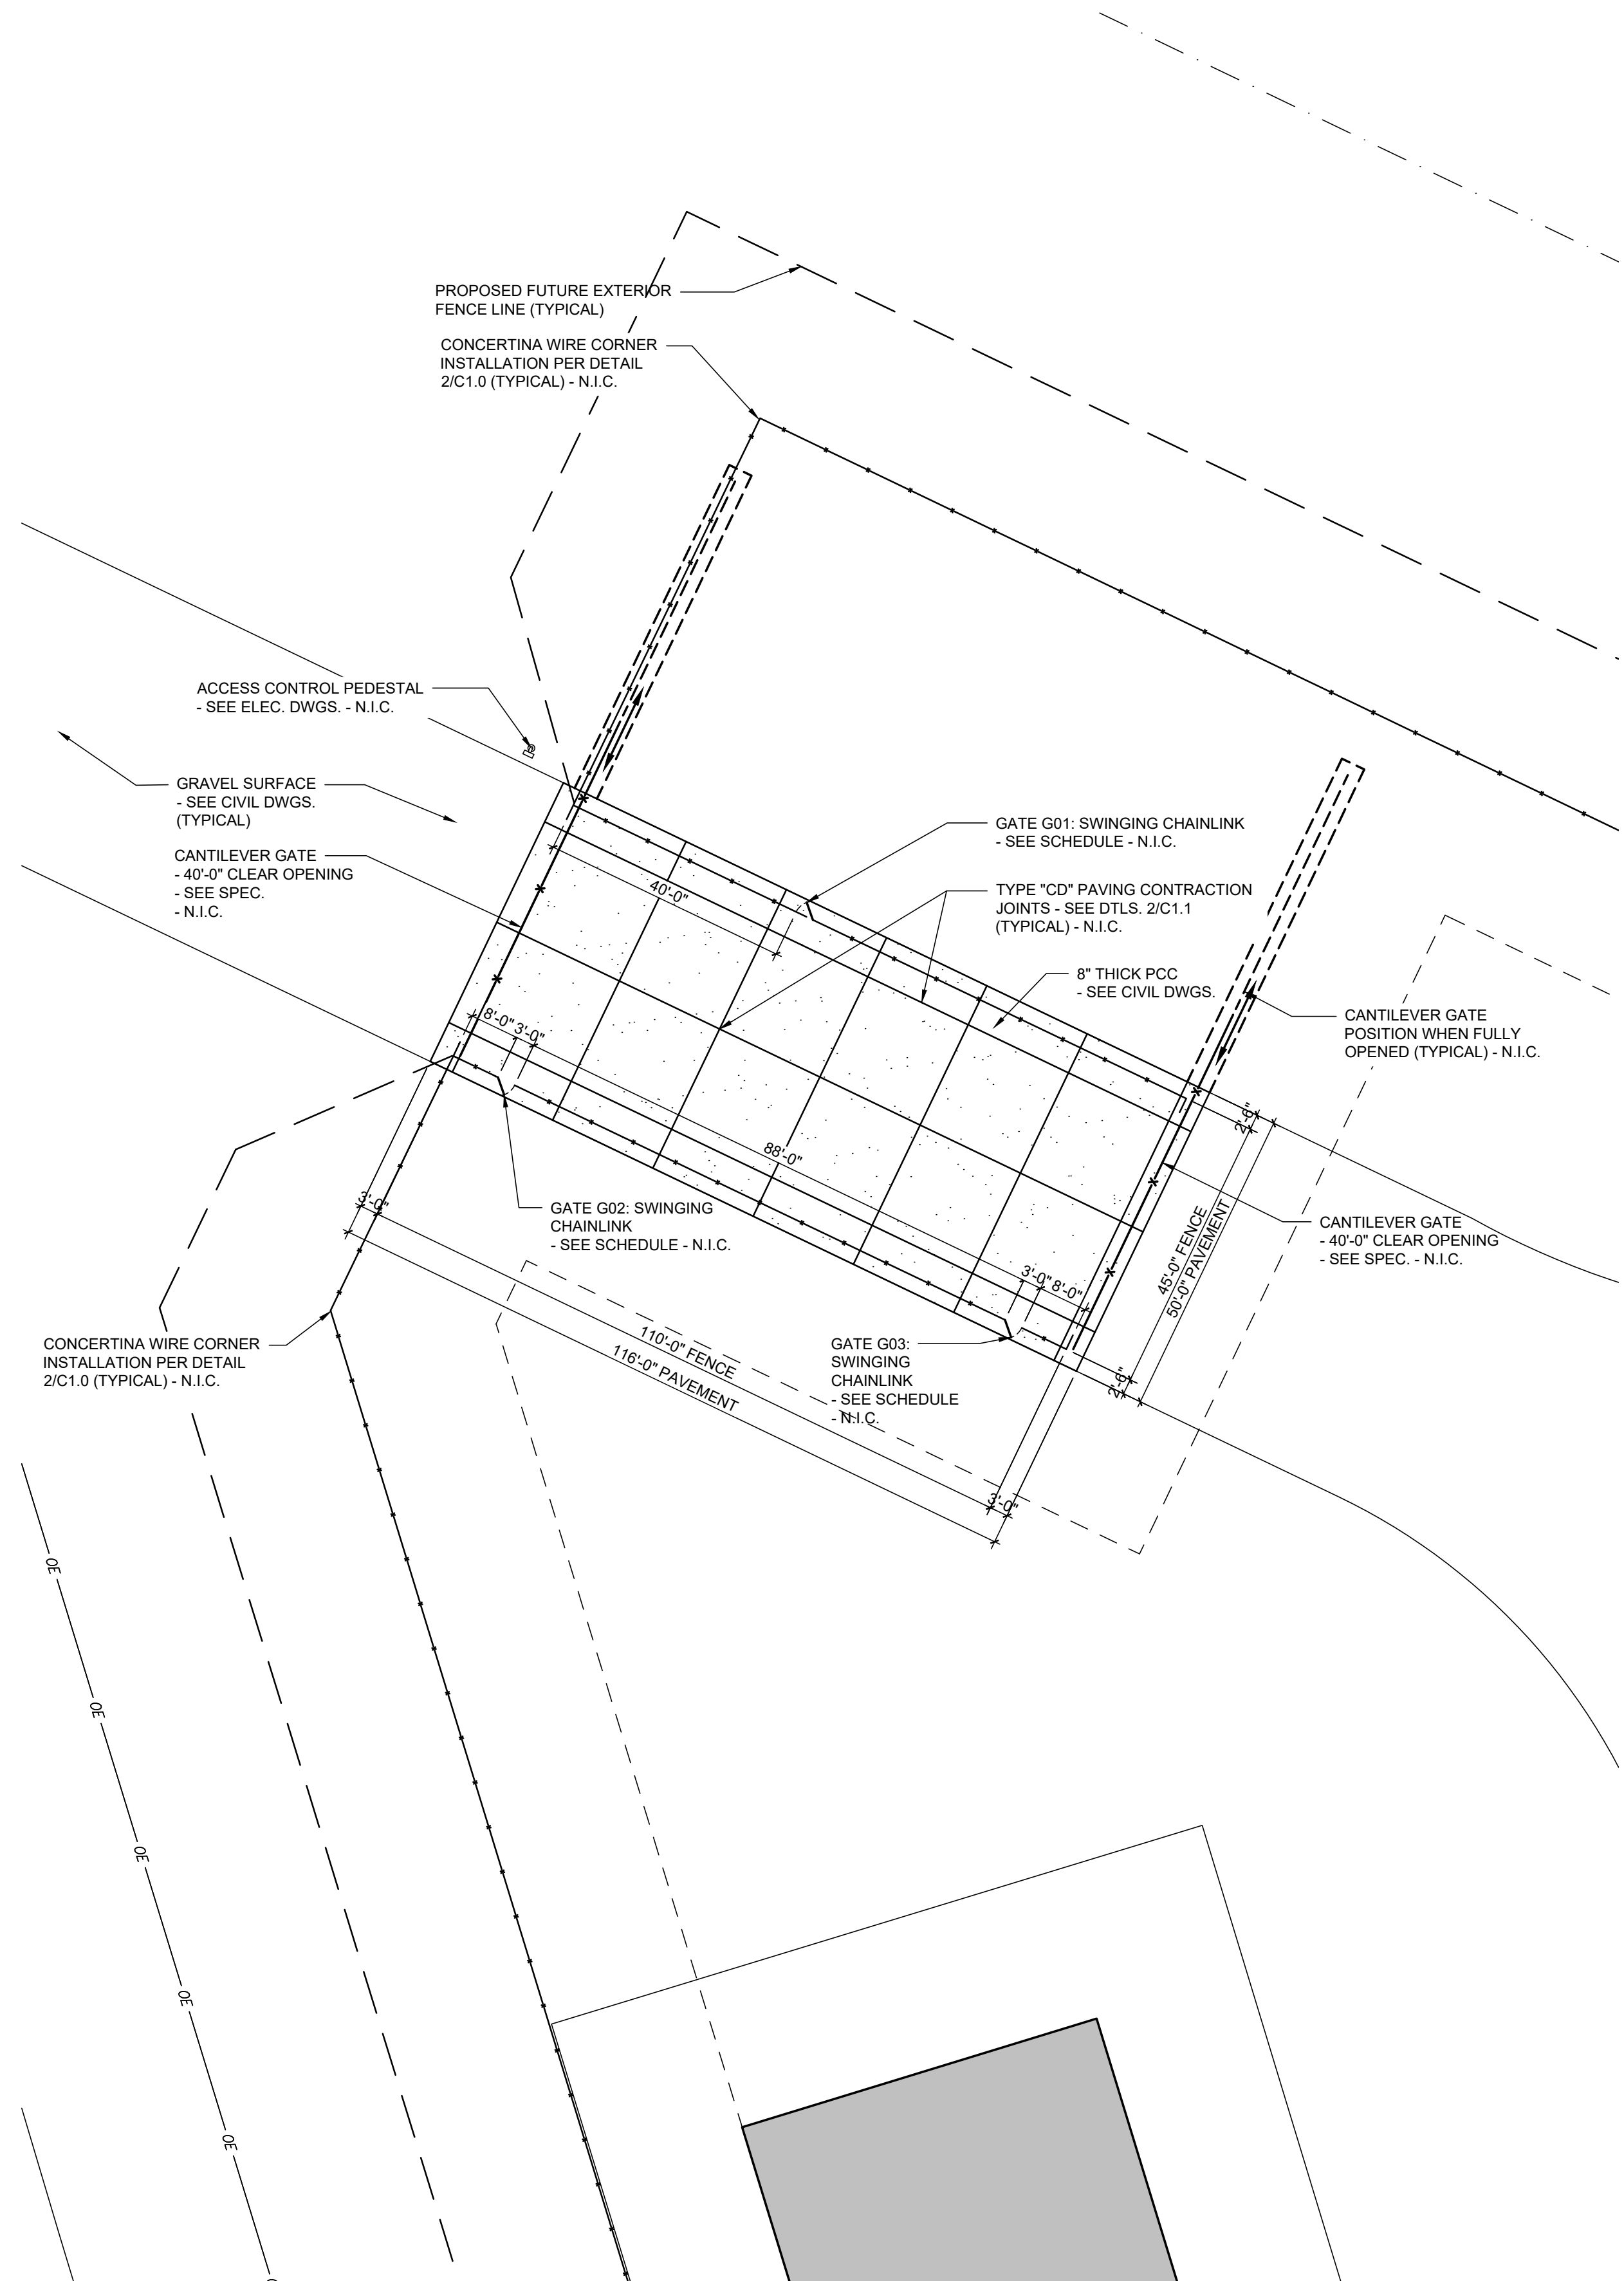 PROPOSED FUTURE EXTERIOR
FENCE LINE (TYPICAL)
CONCERTINA WIRE CORNER
INSTALLATION PER DETAIL
2/C1.0 (TYPICAL) - N.I.C.
ACCESS CONTROL PEDESTAL
- SEE ELEC. DWGS. - N.I.C.
GRAVEL SURFACE
- SEE CIVIL DWGS.
(TYPICAL)
CANTILEVER GATE
- 40'-0" CLEAR OPENING
- SEE SPEC.
- N.I.C.
GATE G01: SWINGING CHAINLINK
- SEE SCHEDULE - N.I.C.
TYPE "CD" PAVING CONTRACTION
JOINTS - SEE DTLS. 2/C1.1
(TYPICAL) - N.I.C.
8" THICK PCC
- SEE CIVIL DWGS.
CANTILEVER GATE
POSITION WHEN FULLY
OPENED (TYPICAL) - N.I.C.
40'-0"
8'-0"
3'-0"
88'-0"
2'-6"
45'-0" FENCE
50'-0" PAVEMENT
CANTILEVER GATE
- 40'-0" CLEAR OPENING
- SEE SPEC. - N.I.C.
3'-0"
GATE G02: SWINGING
CHAINLINK
- SEE SCHEDULE - N.I.C.
3'-0"
8'-0"
110'-0" FENCE
116'-0" PAVEMENT
GATE G03:
SWINGING
CHAINLINK
- SEE SCHEDULE
- N.I.C.
2'-6"
CONCERTINA WIRE CORNER
INSTALLATION PER DETAIL
2/C1.0 (TYPICAL) - N.I.C.
3'-0"
OE
OE
OE
OE
OE